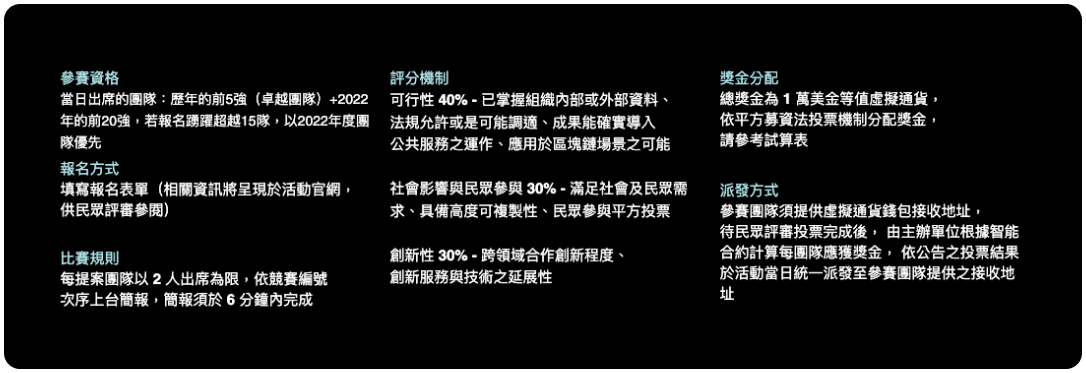 參賽資格
當日出席的團隊：歷年的前5強（卓越團隊）+2022
年的前20強，若報名踴躍超越15隊，以2022年度團
隊優先
報名方式
填寫報名表單（相關資訊將呈現於活動官網，
供民眾評審參閱）
比賽規則
每提案團隊以 2 人出席為限，依競賽編號
次序上台簡報，簡報須於 6 分鐘內完成
評分機制
可行性 40% - 已掌握組織內部或外部資料、
法規允許或是可能調適、成果能確實導入
公共服務之運作、應用於區塊鏈場景之可能
社會影響與民眾參與 30% - 滿足社會及民眾需
求、具備高度可複製性、民眾參與平方投票
創新性 30% - 跨領域合作創新程度、
創新服務與技術之延展性
獎金分配
總獎金為 1 萬美金等值虛擬通貨，
依平方募資法投票機制分配獎金，
請參考試算表
派發方式
參賽團隊須提供虛擬通貨錢包接收地址，
待民眾評審投票完成後， 由主辦單位根據智能
合約計算每團隊應獲獎金， 依公告之投票結果
於活動當日統一派發至參賽團隊提供之接收地
址